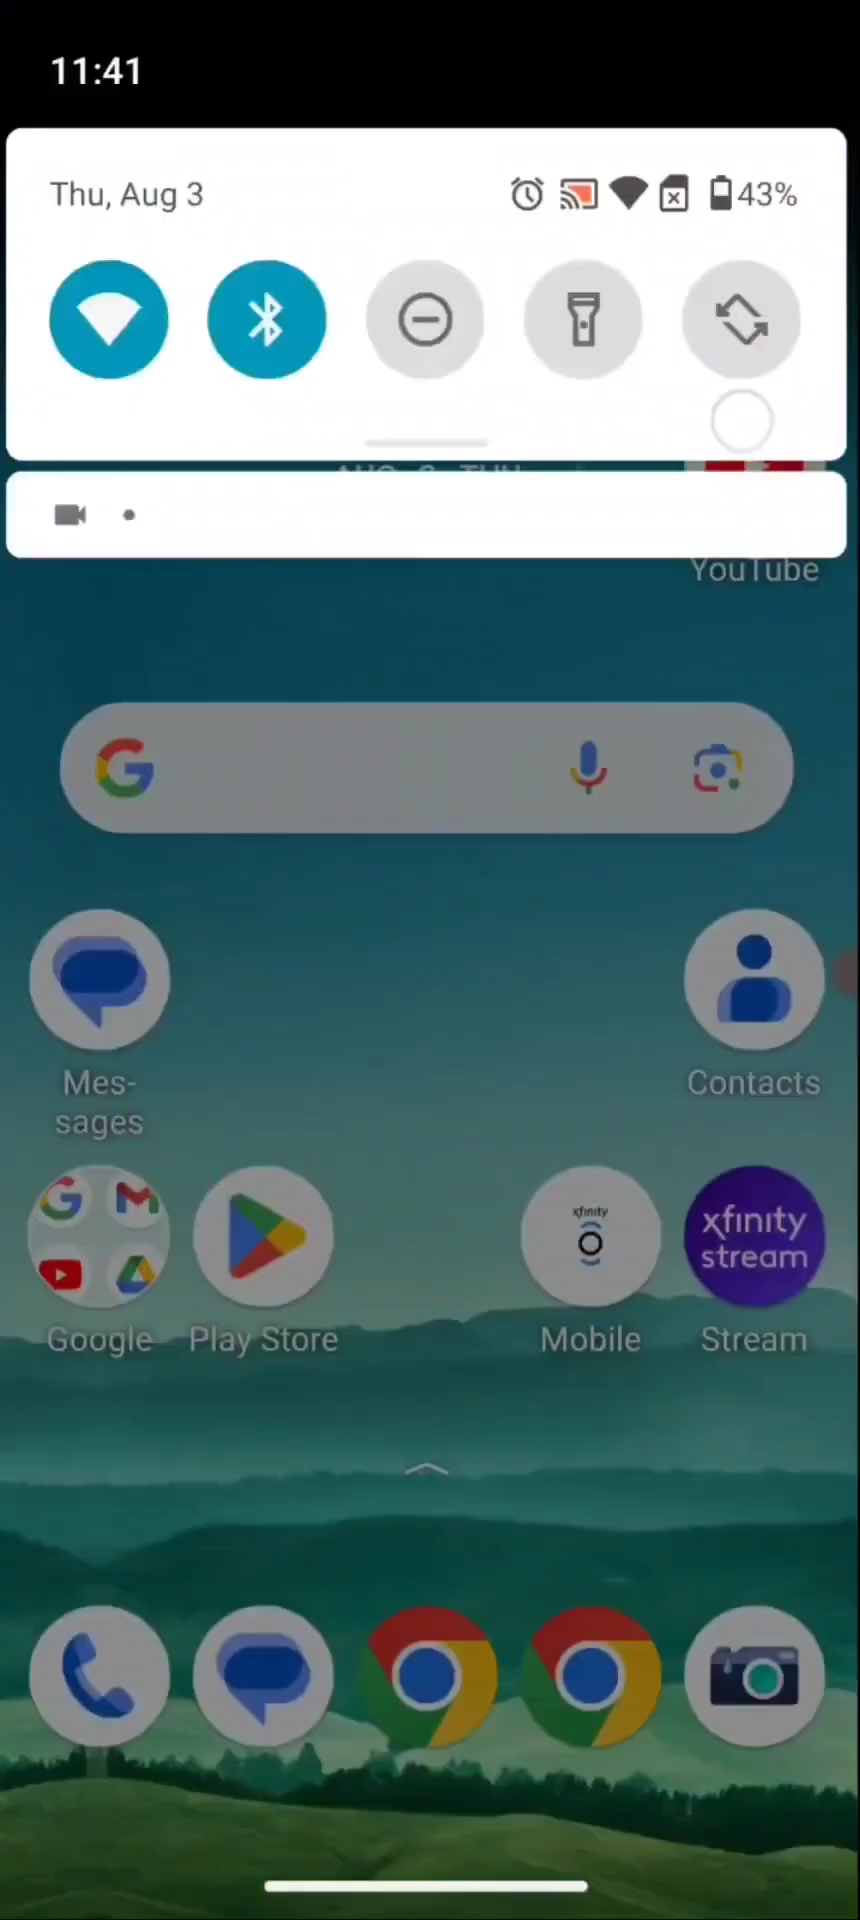 11:41
Thu, Aug 3
43%
YouTube
Mes-
sages
Contacts
xfinity
xfinity
stream
Google
Play Store
Mobile
Stream